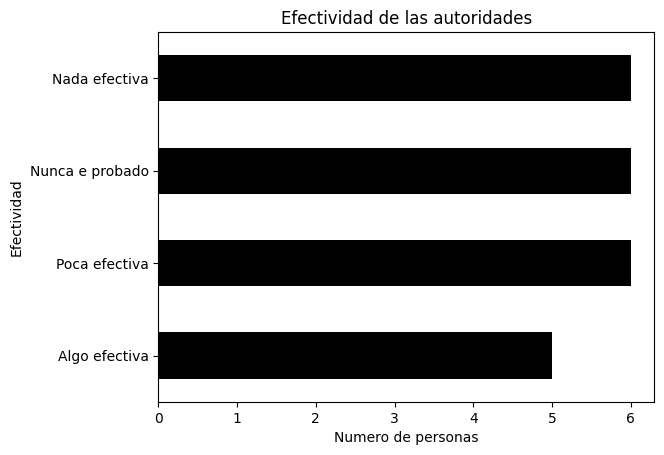 Efectividad de las autoridades
Efectividad
Nada efectiva
Nunca e probado
Poca efectiva
Algo efectiva
0 1 2 3 4 5 6
Numero de personas